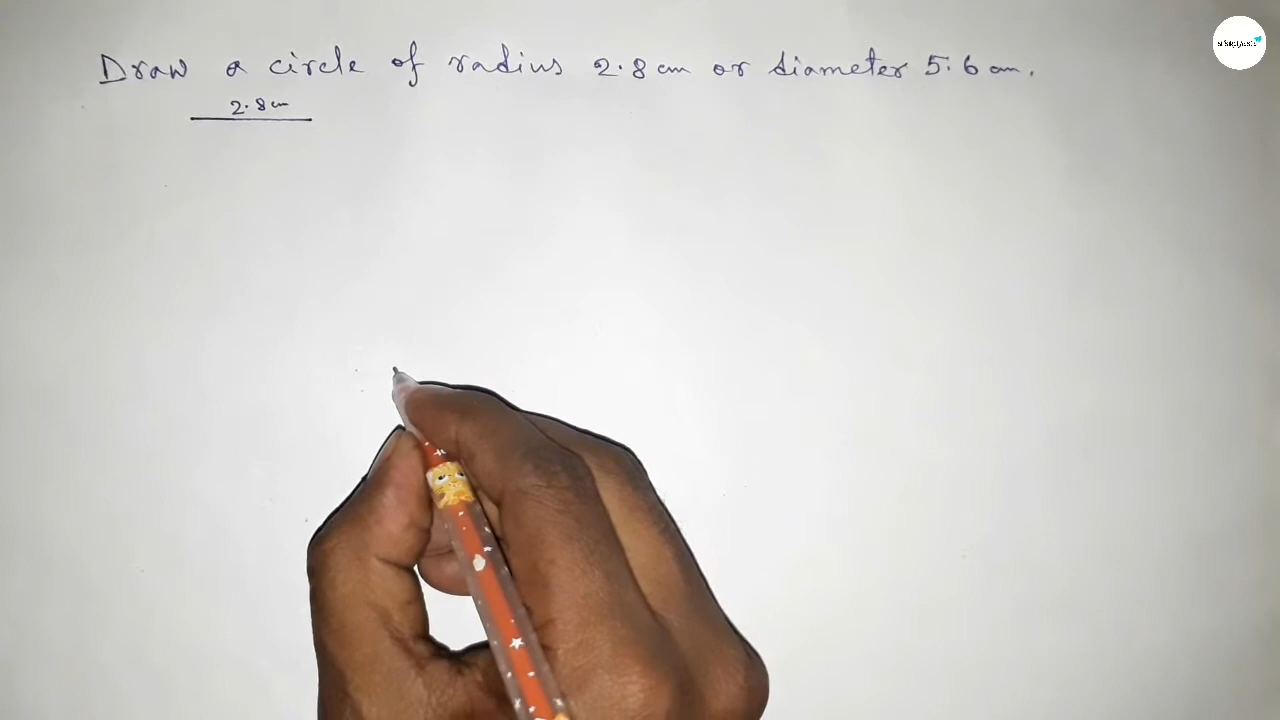 Draw a circle of radius 2.8 cm or diameter 5.6 cm.
2.8 cm